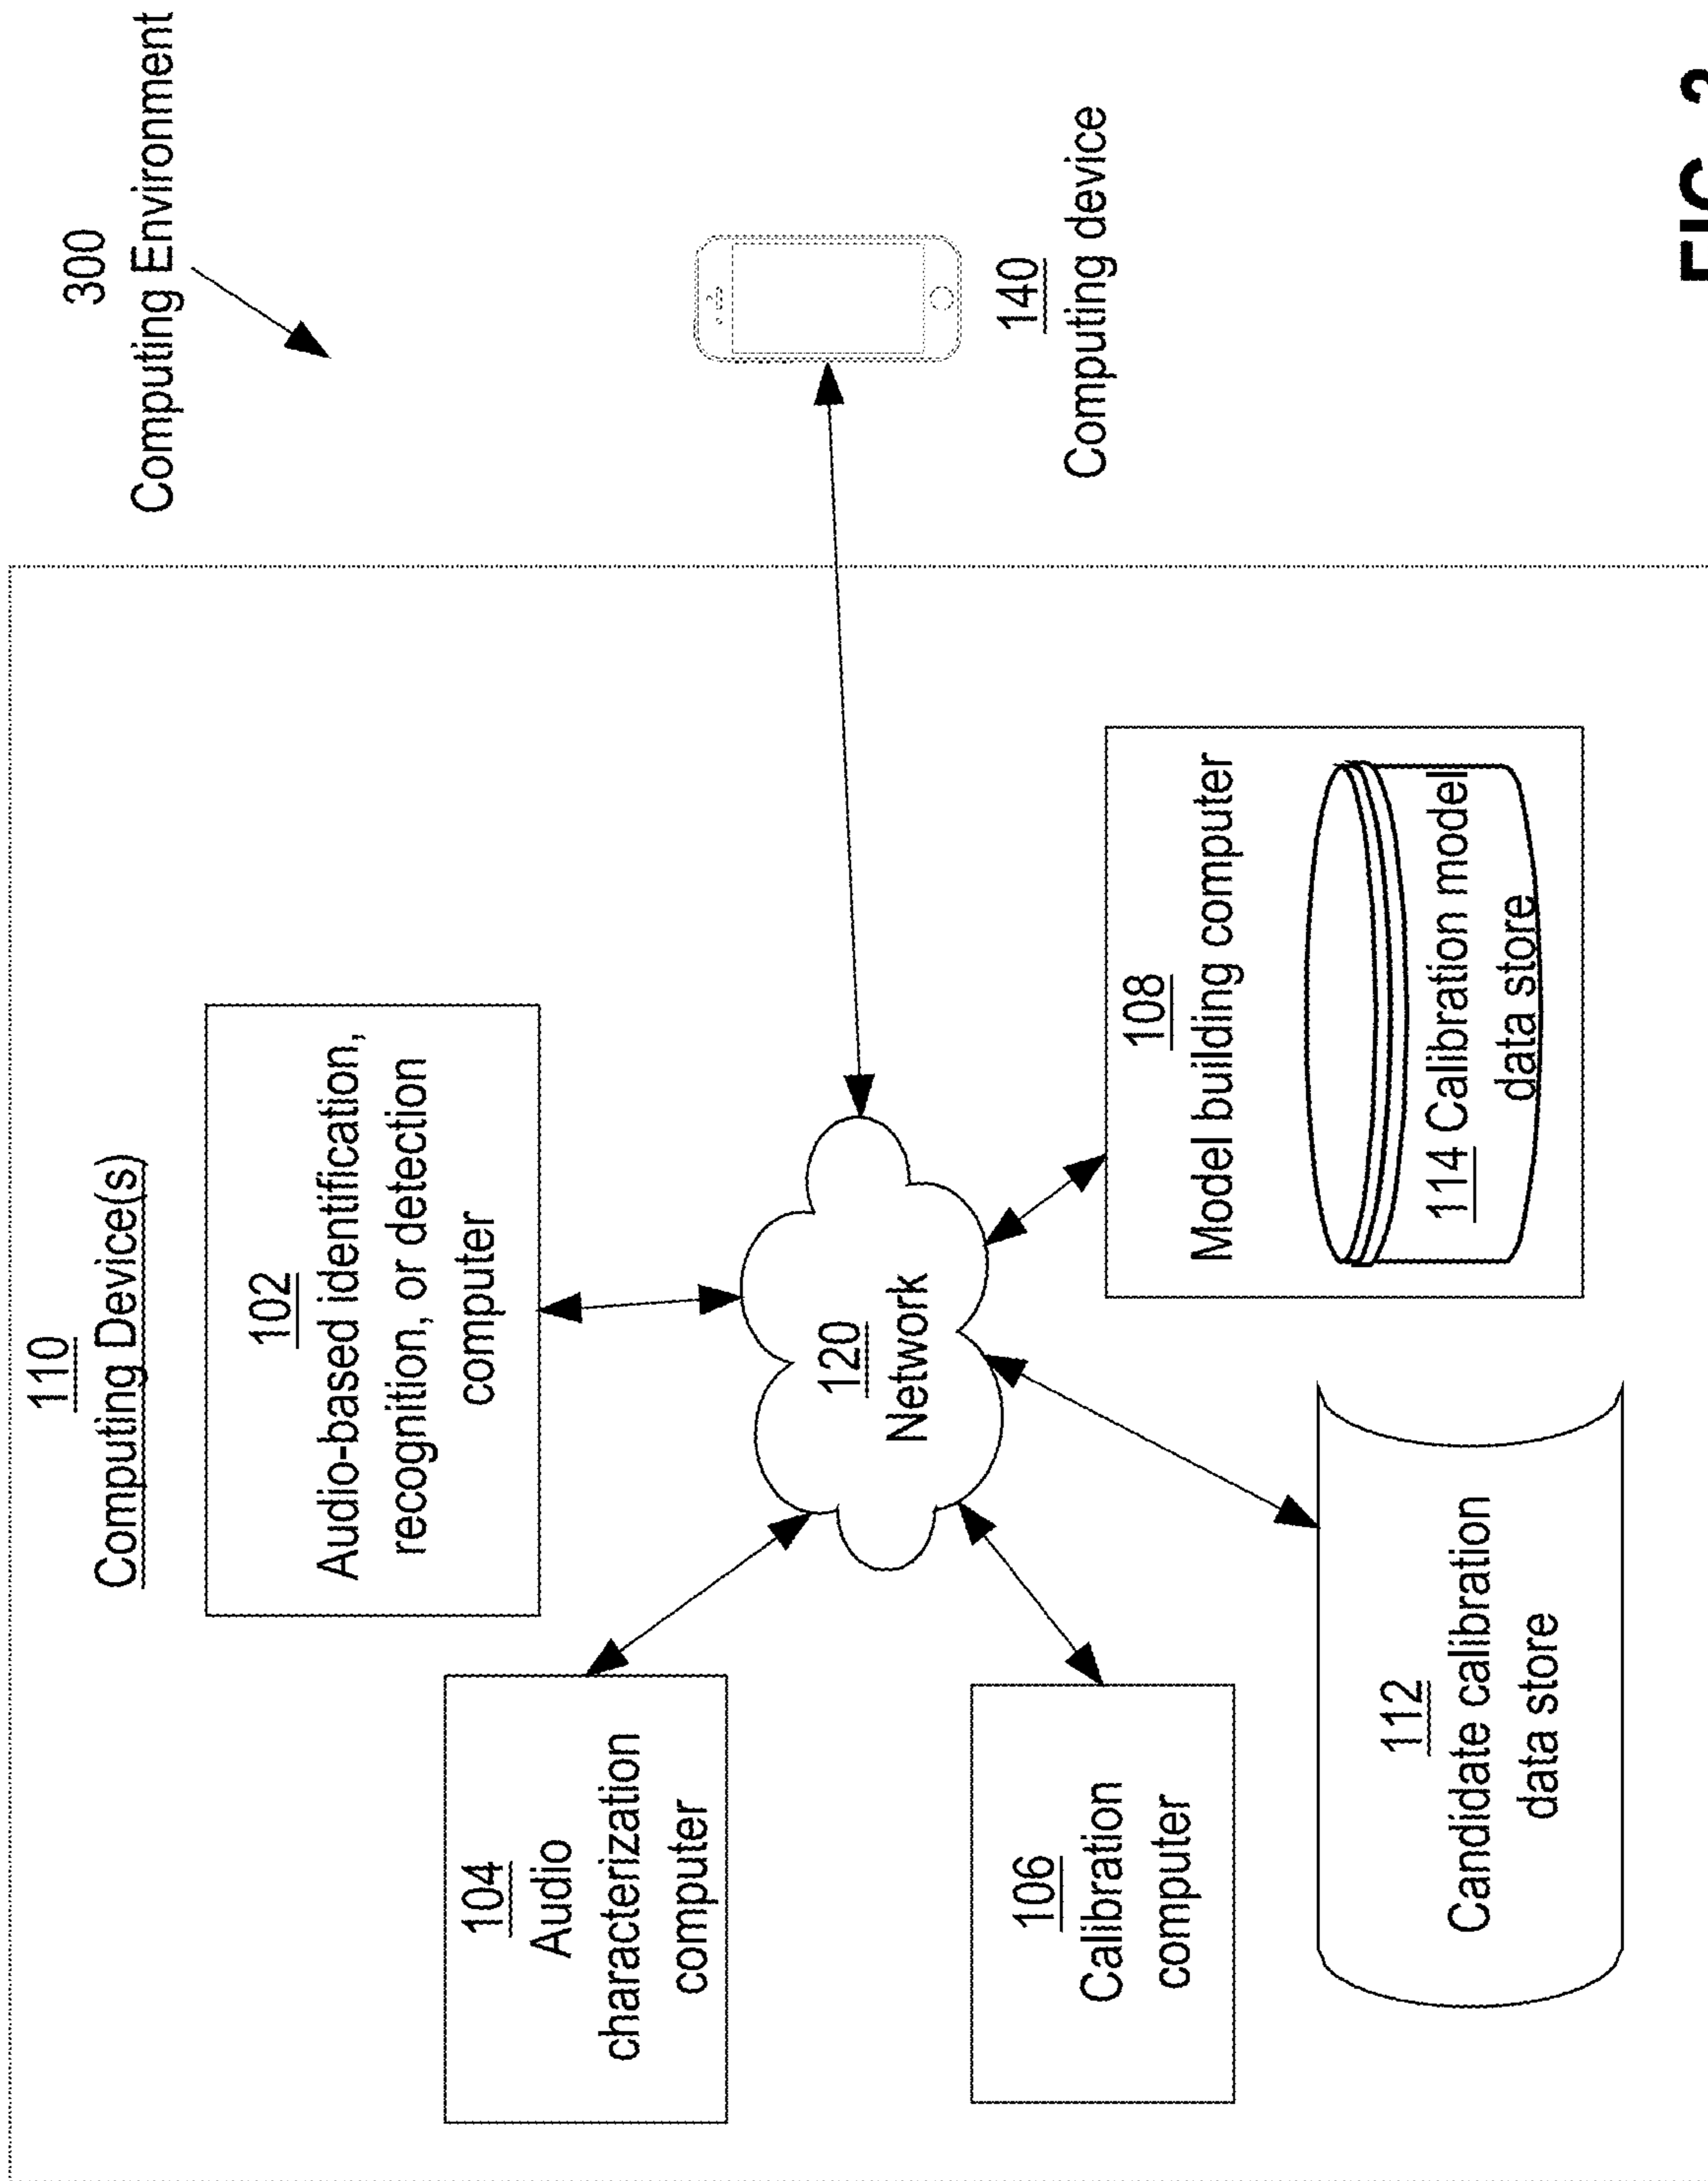 110
Computing Device(s)
300
Computing Environment
102
Audio-based identification,
recognition, or detection
computer
104
Audio
characterization
computer
120
Network
140
Computing device
106
Calibration
computer
108
Model building computer
114 Calibration model
data store
112
Candidate calibration
data store
FIG.